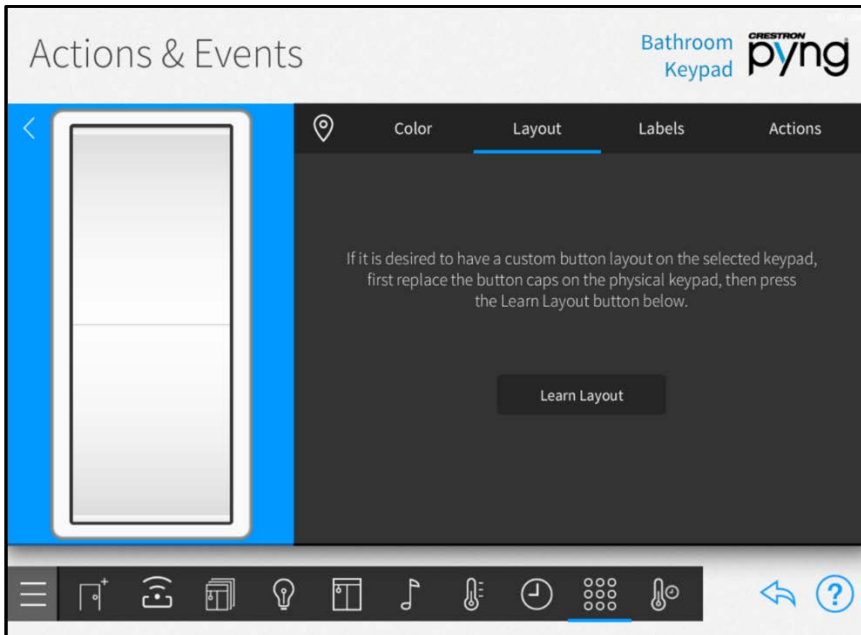 Actions & Events
Bathroom
Keypad
CRESTRON
pyng
Color
Layout
Labels
Actions
If it is desired to have a custom button layout on the selected keypad,
first replace the button caps on the physical keypad, then press
the Learn Layout button below.
Learn Layout
?